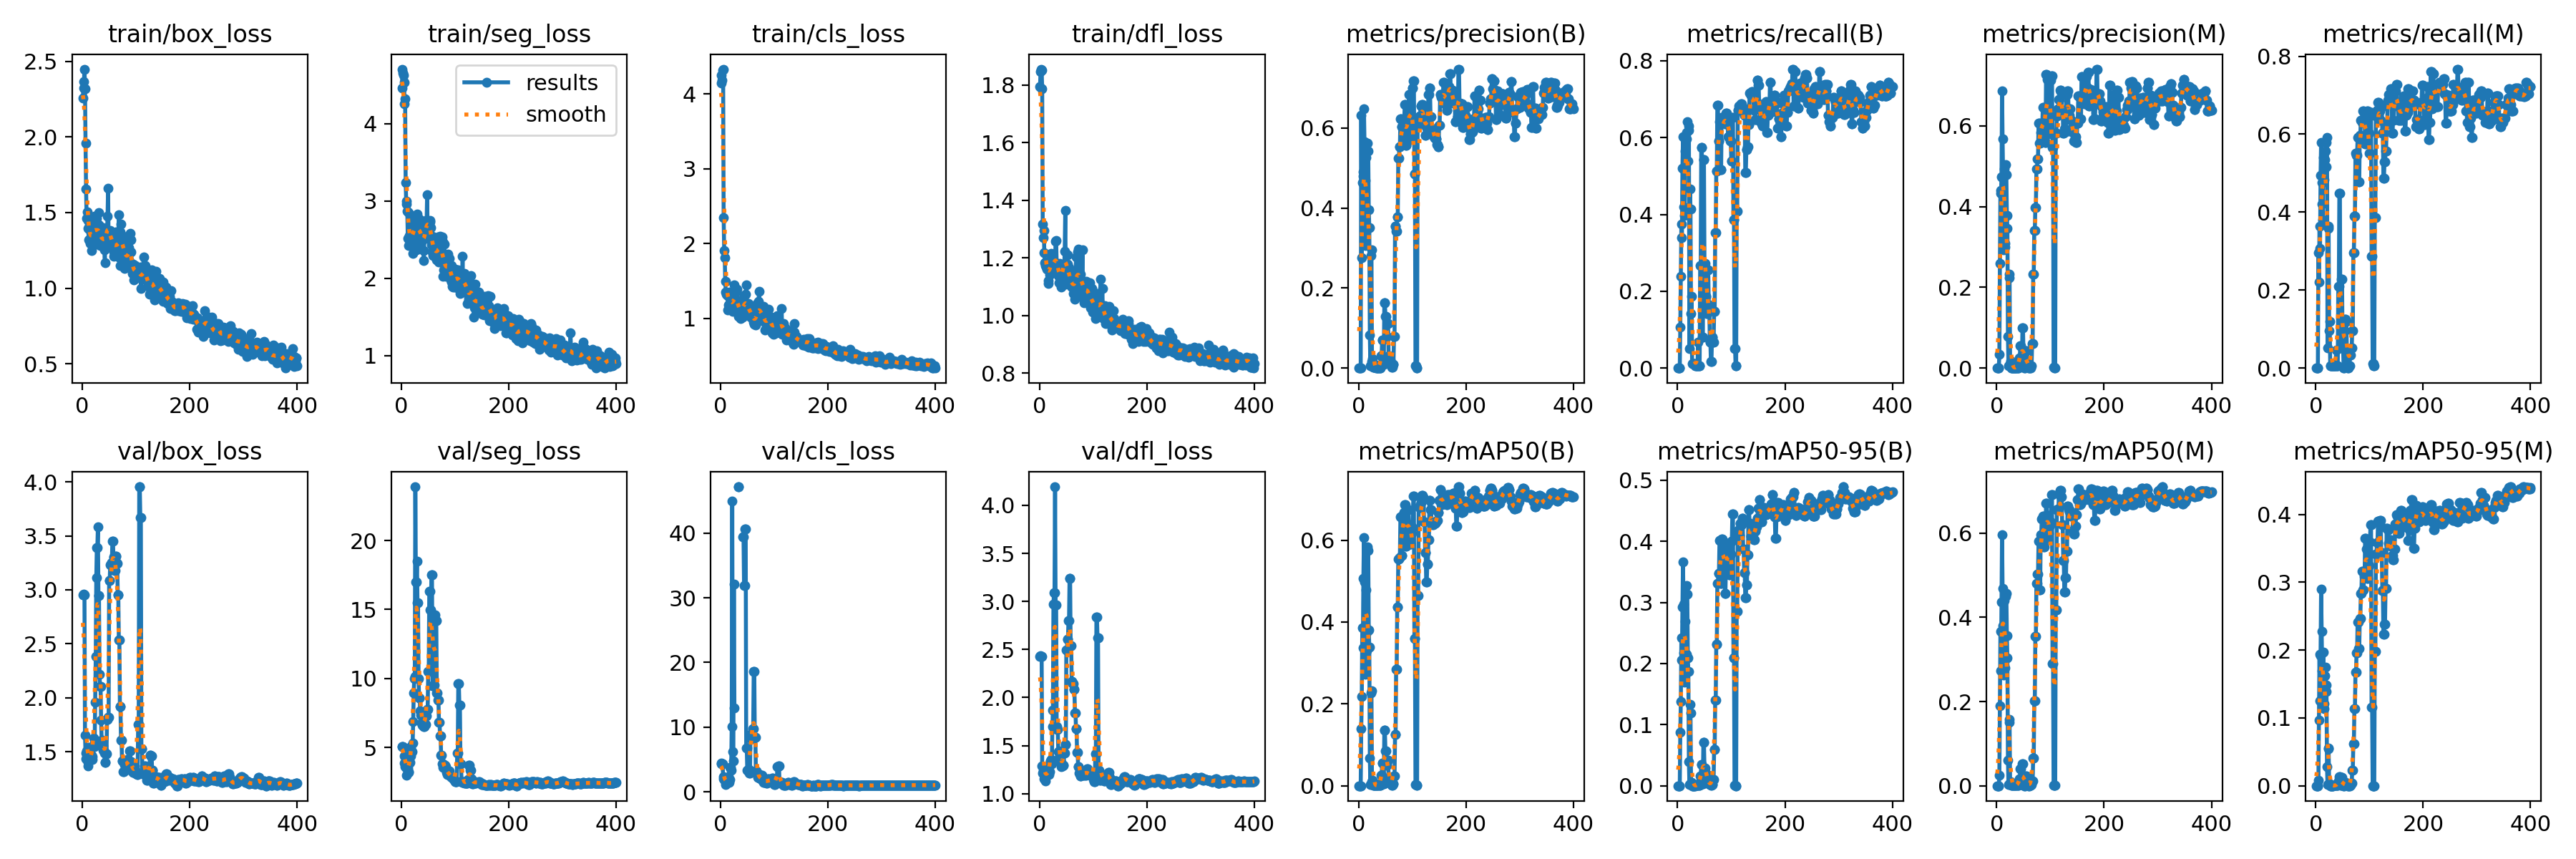 train/box_loss
train/seg_loss
train/cls_loss
train/dfl_loss
metrics/precision(B)
metrics/recall(B)
metrics/precision(M)
metrics/recall(M)
2.5
2.0
1.5
1.0
0.5
0 200 400
results
smooth
4
3
2
1
0 200 400
4
3
2
1
0 200 400
1.8
1.6
1.4
1.2
1.0
0.8
0 200 400
0.6
0.4
0.2
0.0
0 200 400
0.8
0.6
0.4
0.2
0.0
0 200 400
0.6
0.4
0.2
0.0
0 200 400
0.8
0.6
0.4
0.2
0.0
0 200 400
val/box_loss
val/seg_loss
val/cls_loss
val/dfl_loss
metrics/mAP50(B)
metrics/mAP50-95(B)
metrics/mAP50(M)
metrics/mAP50-95(M)
4.0
3.5
3.0
2.5
2.0
1.5
0 200 400
20
15
10
5
0 200 400
40
30
20
10
0
0 200 400
4.0
3.5
3.0
2.5
2.0
1.5
1.0
0 200 400
0.6
0.4
0.2
0.0
0 200 400
0.5
0.4
0.3
0.2
0.1
0.0
0 200 400
0.6
0.4
0.2
0.0
0 200 400
0.4
0.3
0.2
0.1
0.0
0 200 400